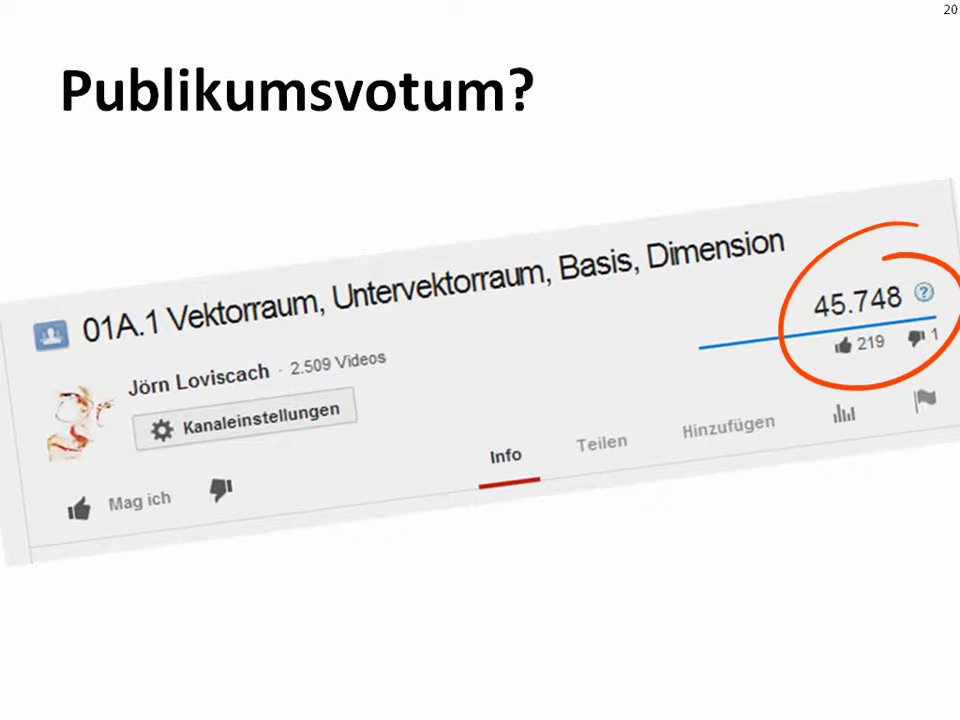 20
Publikumsvotum?
01A.1 Vektorraum, Untervektorraum, Basis, Dimension
45.748 ?
219 1
Jörn Loviscach · 2.509 Videos
Kanaleinstellungen
Mag ich
Info Teilen Hinzufügen